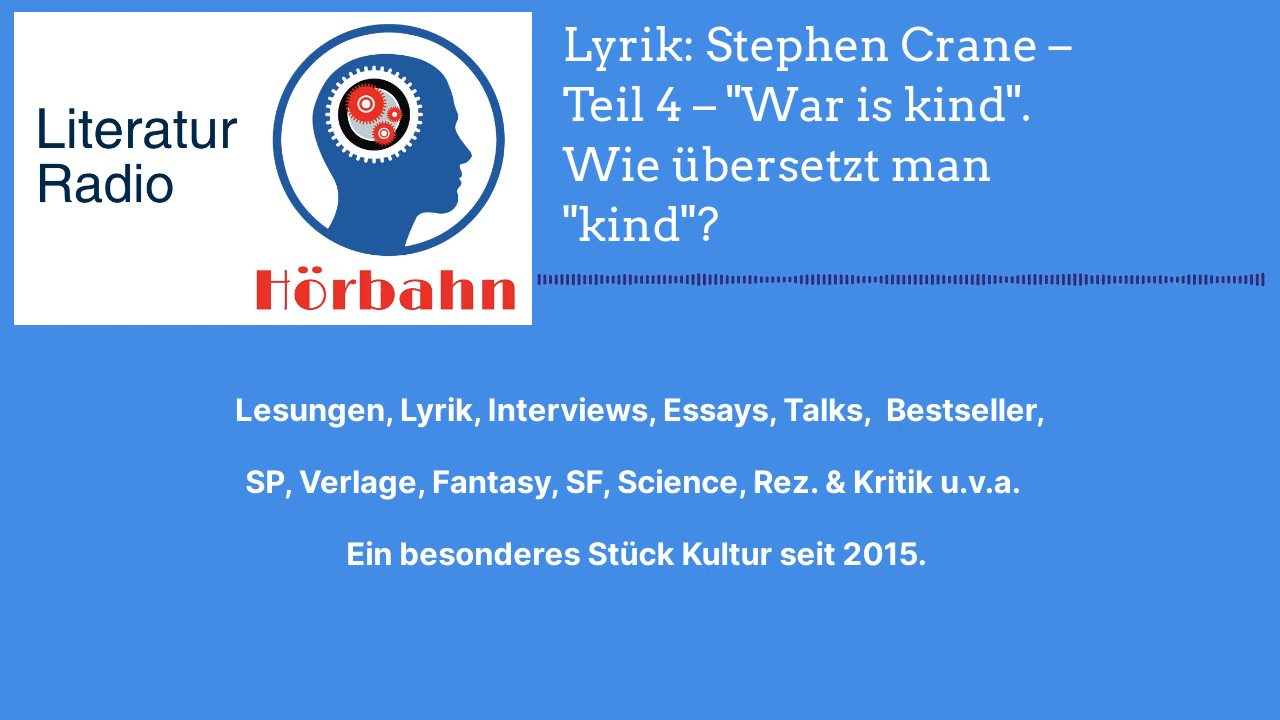 Literatur
Radio
Hörbahn
Lyrik: Stephen Crane –
Teil 4 – "War is kind".
Wie übersetzt man
"kind"?
Lesungen, Lyrik, Interviews, Essays, Talks,  Bestseller,
SP, Verlage, Fantasy, SF, Science, Rez. & Kritik u.v.a.
Ein besonderes Stück Kultur seit 2015.